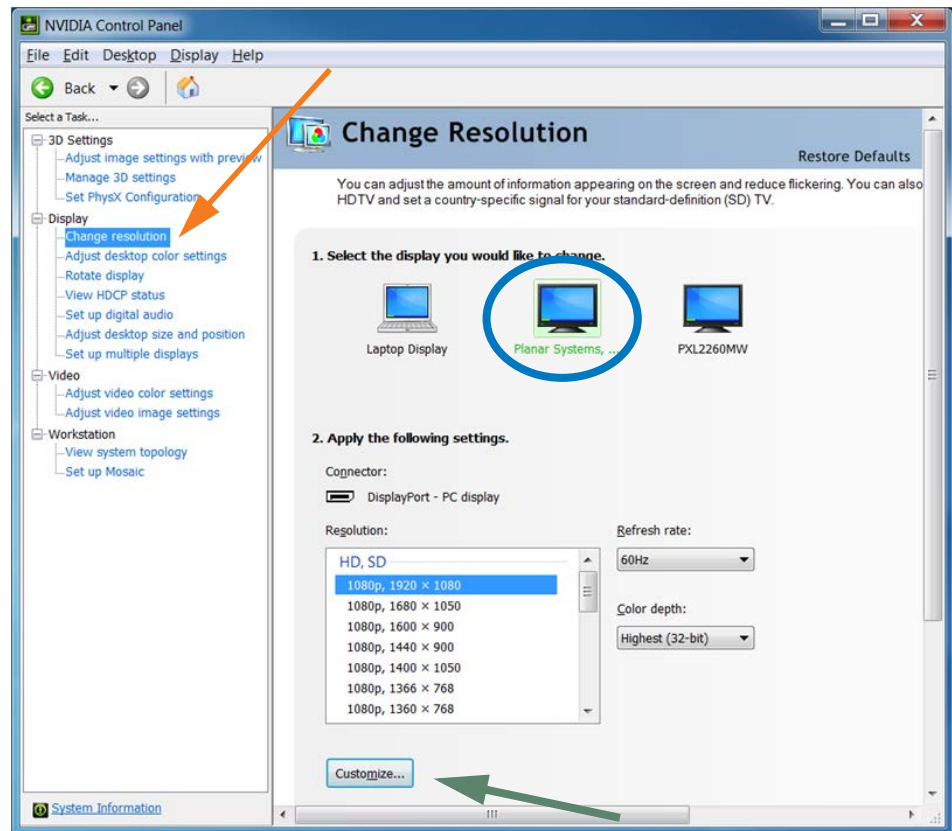 NVIDIA Control Panel
File Edit Desktop Display Help
Back
Select a Task...
3D Settings
Adjust image settings with preview
Manage 3D settings
Set PhysX Configuration
Display
Change resolution
Adjust desktop color settings
Rotate display
View HDCP status
Set up digital audio
Adjust desktop size and position
Set up multiple displays
Video
Adjust video color settings
Adjust video image settings
Workstation
View system topology
Set up Mosaic
System Information
Change Resolution
Restore Defaults
You can adjust the amount of information appearing on the screen and reduce flickering. You can also
HDTV and set a country-specific signal for your standard-definition (SD) TV.
1. Select the display you would like to change.
Laptop Display
Planar Systems, ...
PXL2260MW
2. Apply the following settings.
Connector:
DisplayPort - PC display
Resolution:
HD, SD
1080p, 1920 × 1080
1080p, 1680 × 1050
1080p, 1600 × 900
1080p, 1440 × 900
1080p, 1400 × 1050
1080p, 1366 × 768
1080p, 1360 × 768
Refresh rate:
60Hz
Color depth:
Highest (32-bit)
Customize...